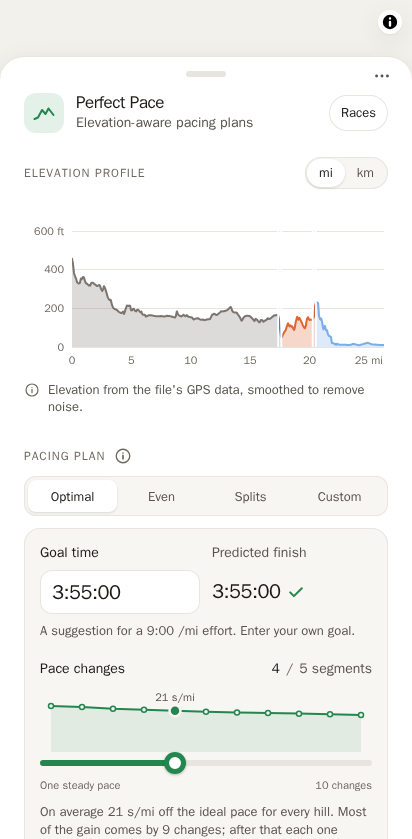 Perfect Pace
Elevation-aware pacing plans
Races
ELEVATION PROFILE
mi
km
600 ft
400
200
0
0
5
10
15
20
25 mi
Elevation from the file's GPS data, smoothed to remove
noise.
PACING PLAN
Optimal
Even
Splits
Custom
Goal time
Predicted finish
3:55:00
3:55:00
A suggestion for a 9:00 /mi effort. Enter your own goal.
Pace changes
4 / 5 segments
21 s/mi
One steady pace
10 changes
On average 21 s/mi off the ideal pace for every hill. Most
of the gain comes by 9 changes; after that each one